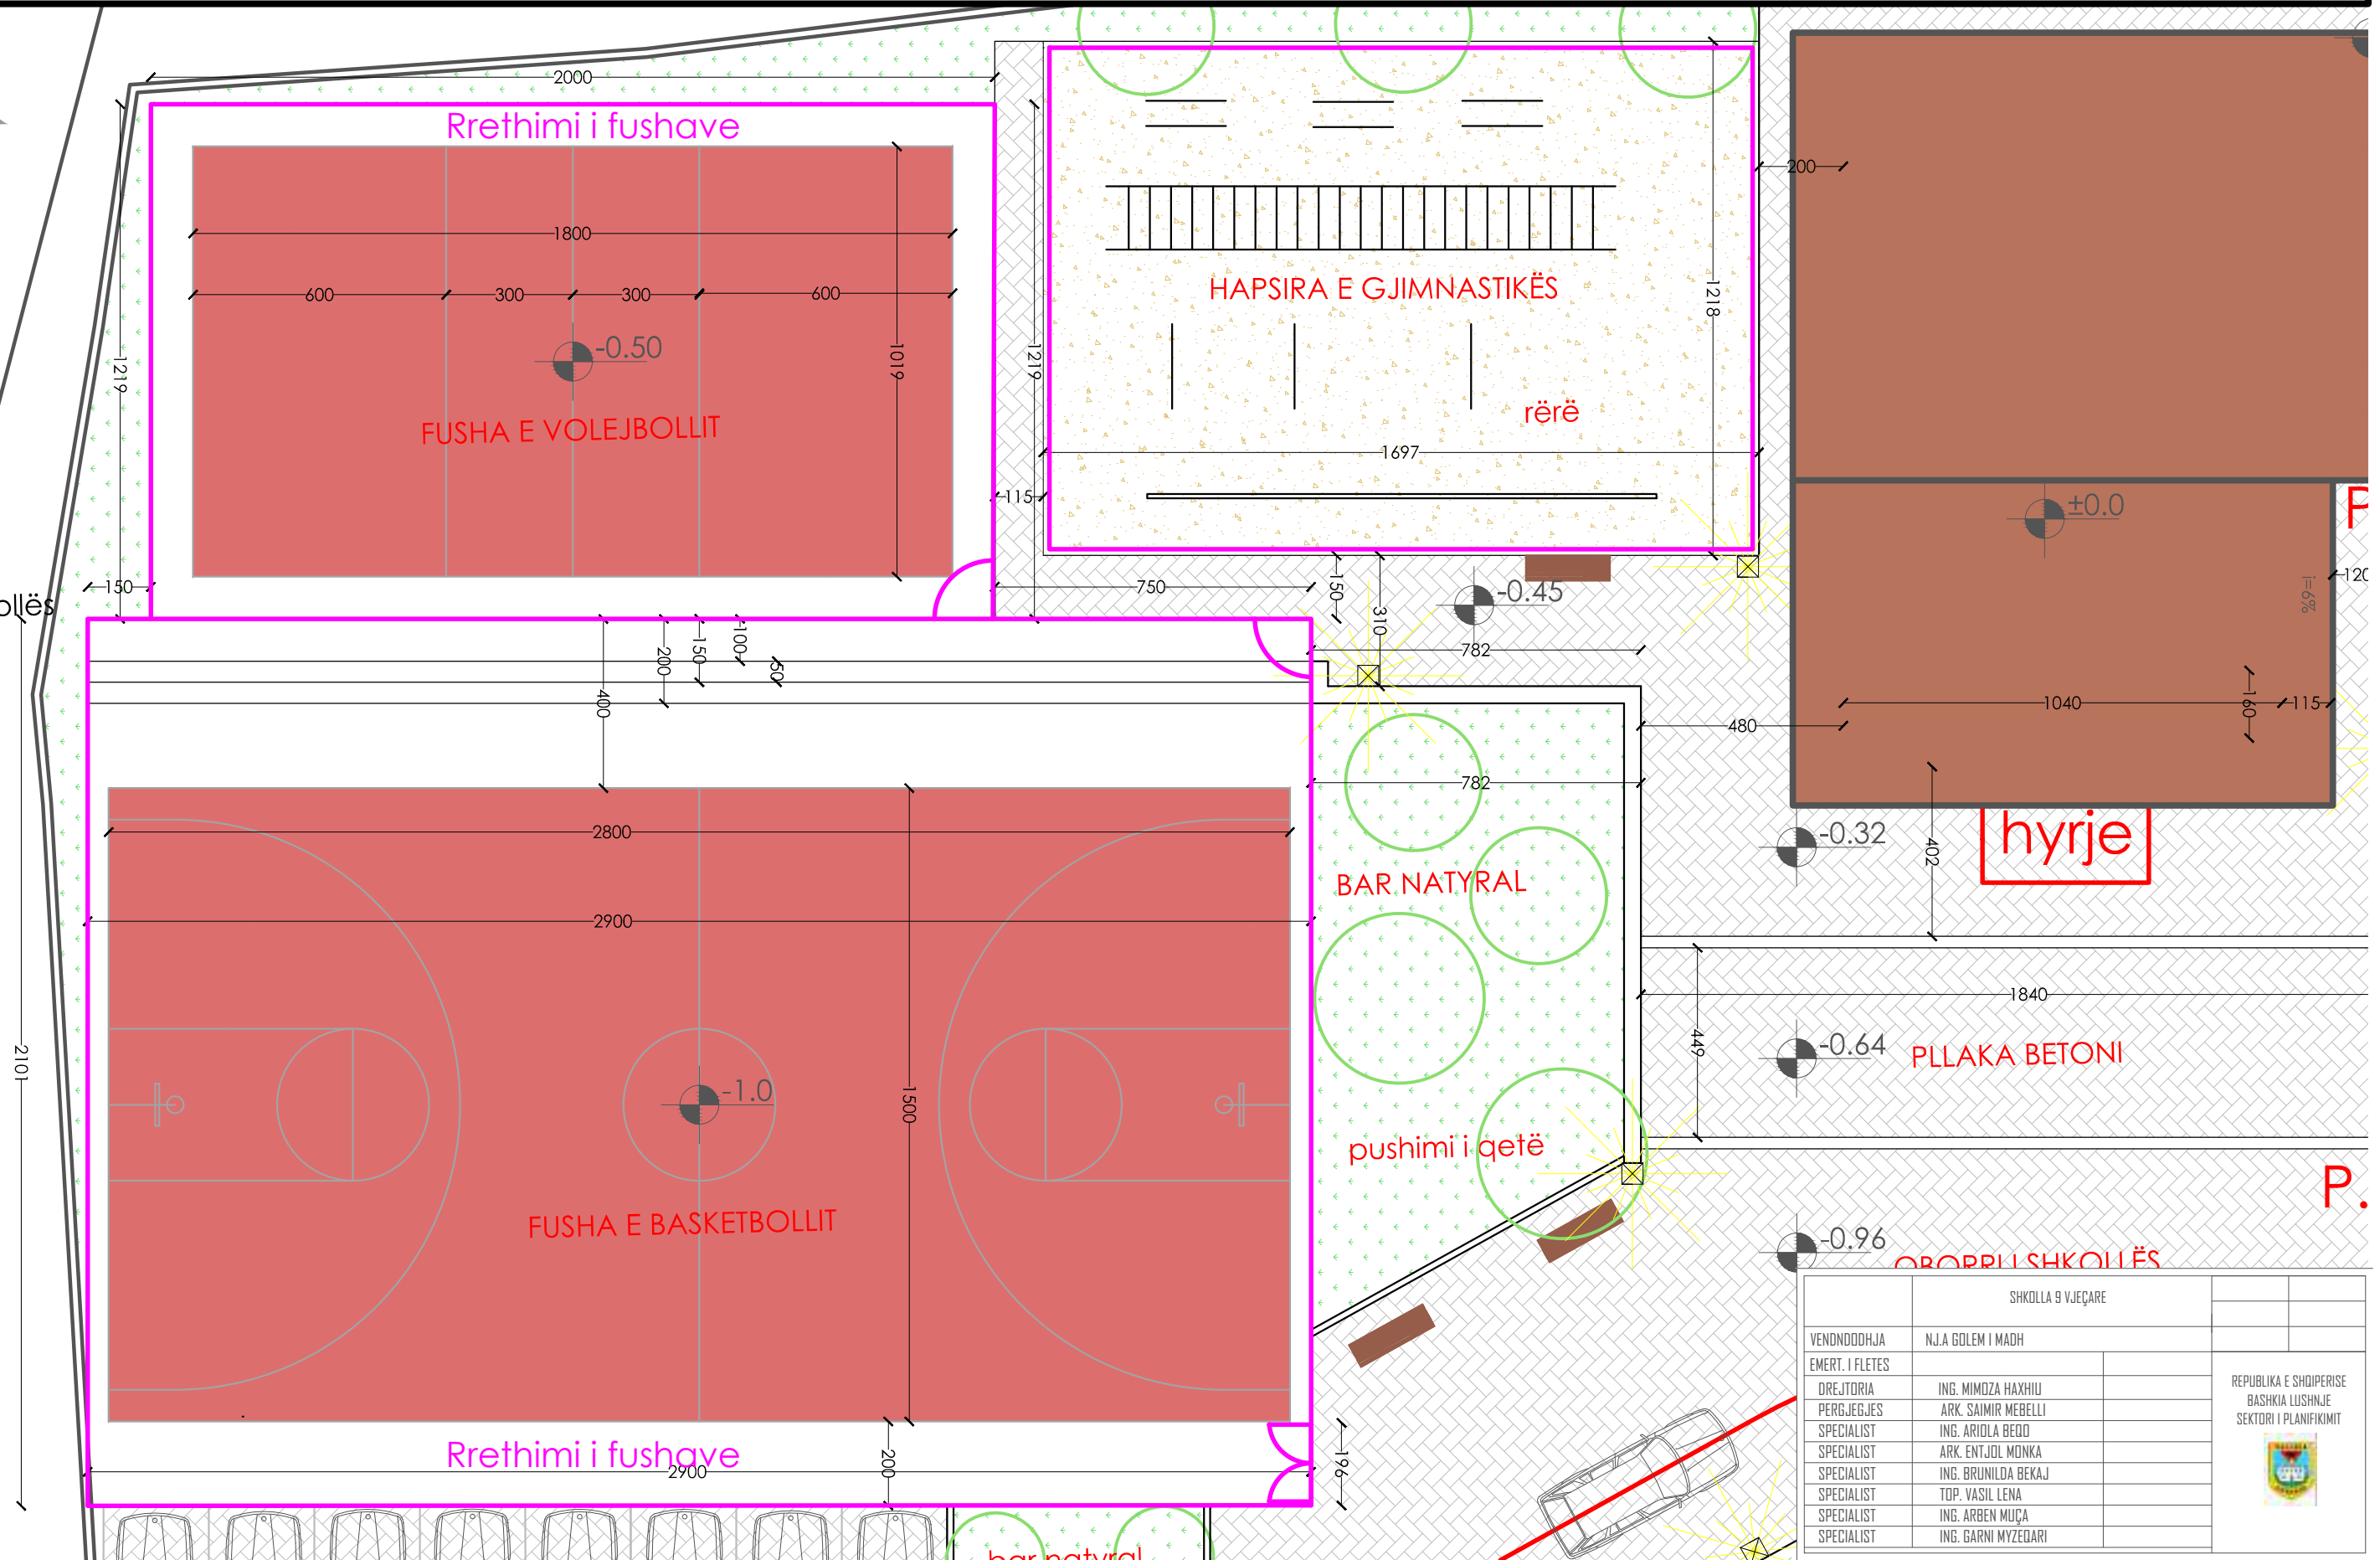 2000
Rrethimi i fushave
1800
600
300
300
600
-0.50
1019
1219
FUSHA E VOLEJBOLLIT
150
1219
115
HAPSIRA E GJIMNASTIKËS
1218
rërë
1697
200
±0.0
i=6%
120
750
150
310
-0.45
782
ollës
400
200
150
100
50
480
1040
160
115
782
2800
2900
BAR NATYRAL
-0.32
hyrje
402
1840
449
-0.64
PLLAKA BETONI
2101
-1.0
1500
pushimi i qetë
FUSHA E BASKETBOLLIT
P.
-0.96
OBORRI I SHKOLLËS
Rrethimi i fushave
2900
200
196
bar natyral
SHKOLLA 9 VJEÇARE
VENDNDODHJA NJ.A GOLEM I MADH
EMERT. I FLETES
DREJTORIA ING. MIMOZA HAXHIU
PERGJEGJES ARK. SAIMIR MEBELLI
SPECIALIST ING. ARIOLA BEQO
SPECIALIST ARK. ENTJOL MONKA
SPECIALIST ING. BRUNILDA BEKAJ
SPECIALIST TOP. VASIL LENA
SPECIALIST ING. ARBEN MUÇA
SPECIALIST ING. GARNI MYZEQARI
REPUBLIKA E SHQIPERISE
BASHKIA LUSHNJE
SEKTORI I PLANIFIKIMIT